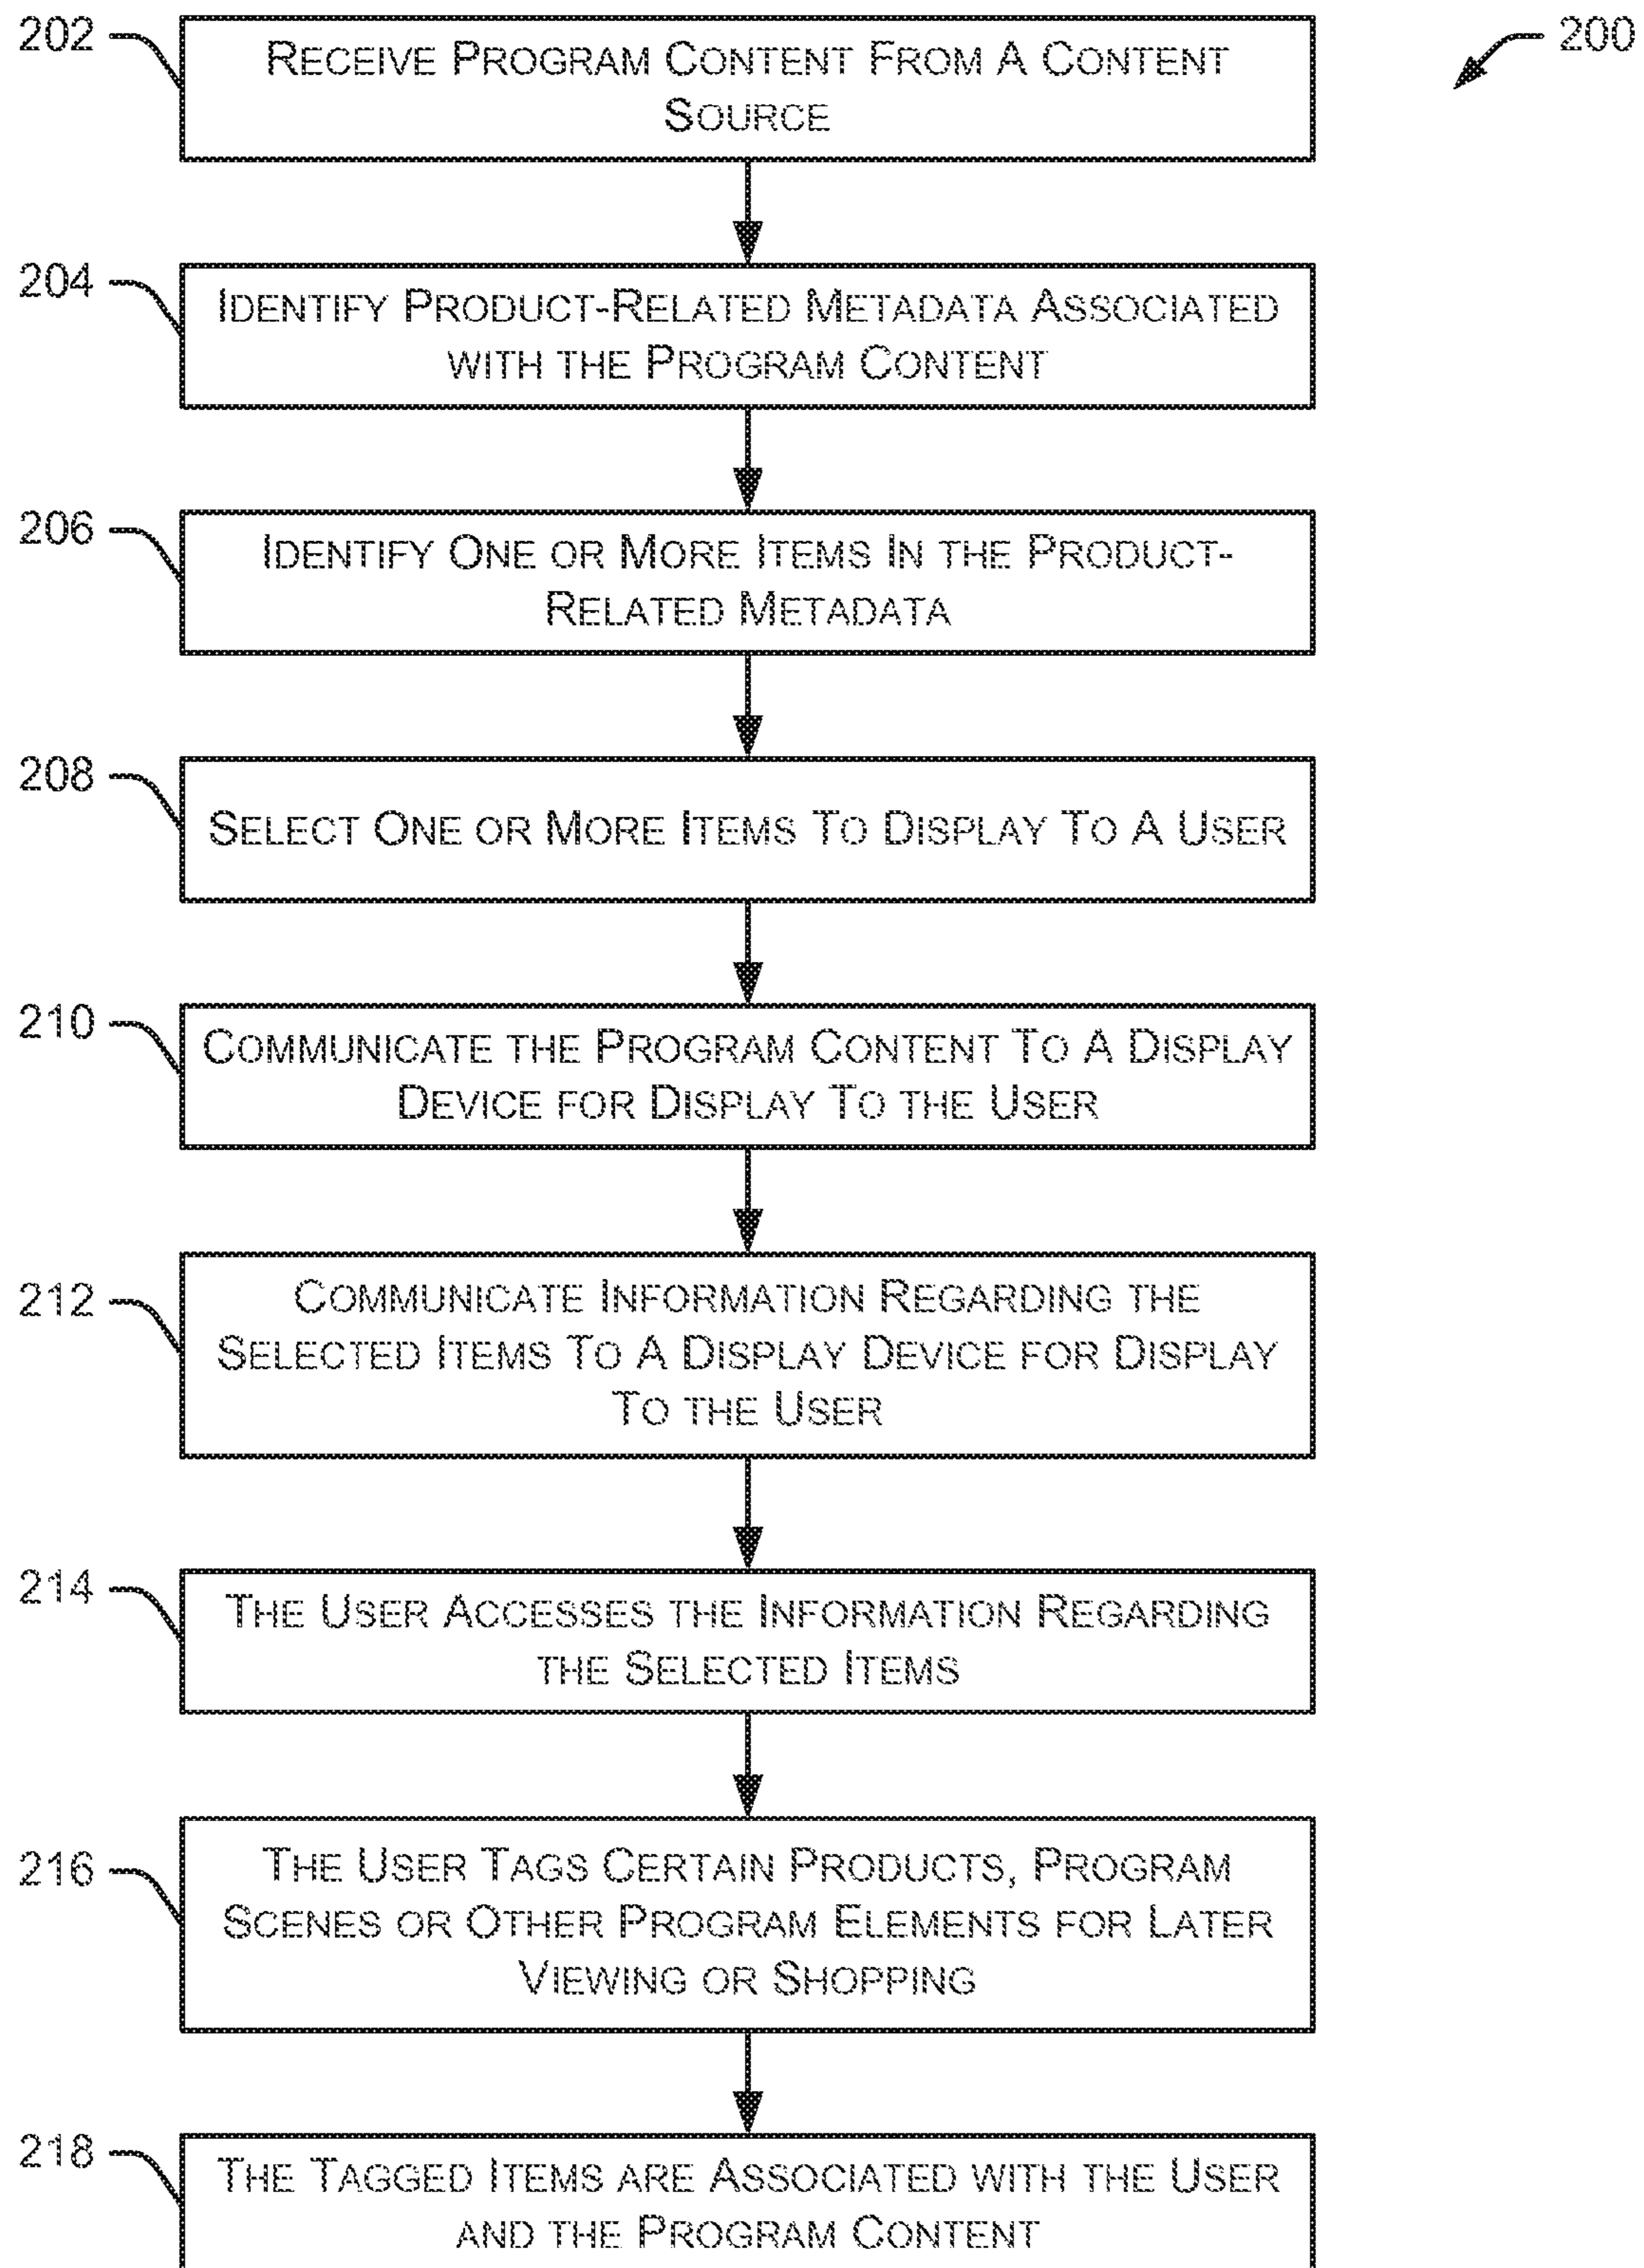 202
RECEIVE PROGRAM CONTENT FROM A CONTENT
SOURCE
200
204
IDENTIFY PRODUCT-RELATED METADATA ASSOCIATED
WITH THE PROGRAM CONTENT
206
IDENTIFY ONE OR MORE ITEMS IN THE PRODUCT-
RELATED METADATA
208
SELECT ONE OR MORE ITEMS TO DISPLAY TO A USER
210
COMMUNICATE THE PROGRAM CONTENT TO A DISPLAY
DEVICE FOR DISPLAY TO THE USER
212
COMMUNICATE INFORMATION REGARDING THE
SELECTED ITEMS TO A DISPLAY DEVICE FOR DISPLAY
TO THE USER
214
THE USER ACCESSES THE INFORMATION REGARDING
THE SELECTED ITEMS
216
THE USER TAGS CERTAIN PRODUCTS, PROGRAM
SCENES OR OTHER PROGRAM ELEMENTS FOR LATER
VIEWING OR SHOPPING
218
THE TAGGED ITEMS ARE ASSOCIATED WITH THE USER
AND THE PROGRAM CONTENT